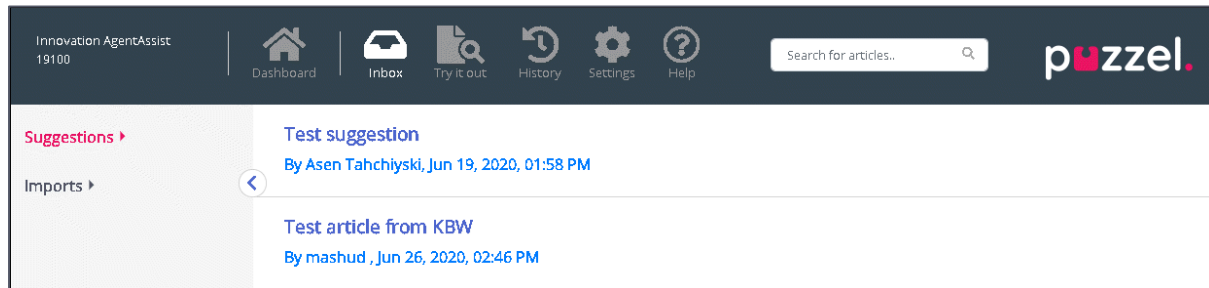 Innovation AgentAssist
19100
Dashboard
Inbox
Try it out
History
Settings
Help
Search for articles..
puzzel.
Suggestions
Imports
Test suggestion
By Asen Tahchiyski, Jun 19, 2020, 01:58 PM
Test article from KBW
By mashud , Jun 26, 2020, 02:46 PM